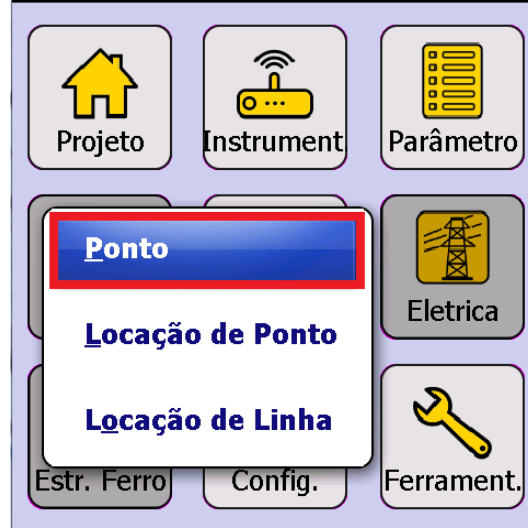 Projeto
Instrument
Parâmetro
Ponto
Locação de Ponto
Locação de Linha
Eletrica
Estr. Ferro
Config.
Ferrament.